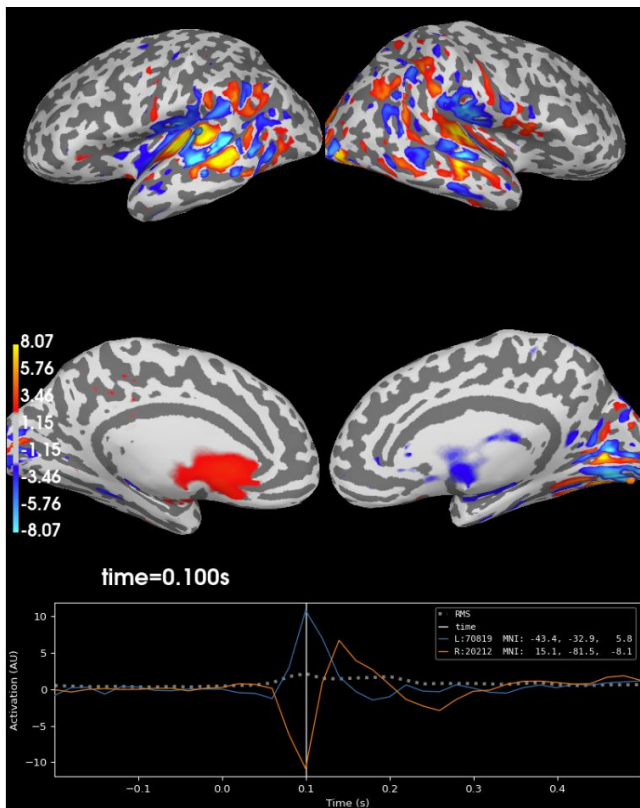 8.07
5.76
3.46
1.15
-1.15
-3.46
-5.76
-8.07
time=0.100s
10
5
0
−5
−10
Activation (AU)
RMS
time
L:70819 MNI: -43.4, -32.9, 5.8
R:20212 MNI: 15.1, -81.5, -8.1
−0.1 0.0 0.1 0.2 0.3 0.4
Time (s)